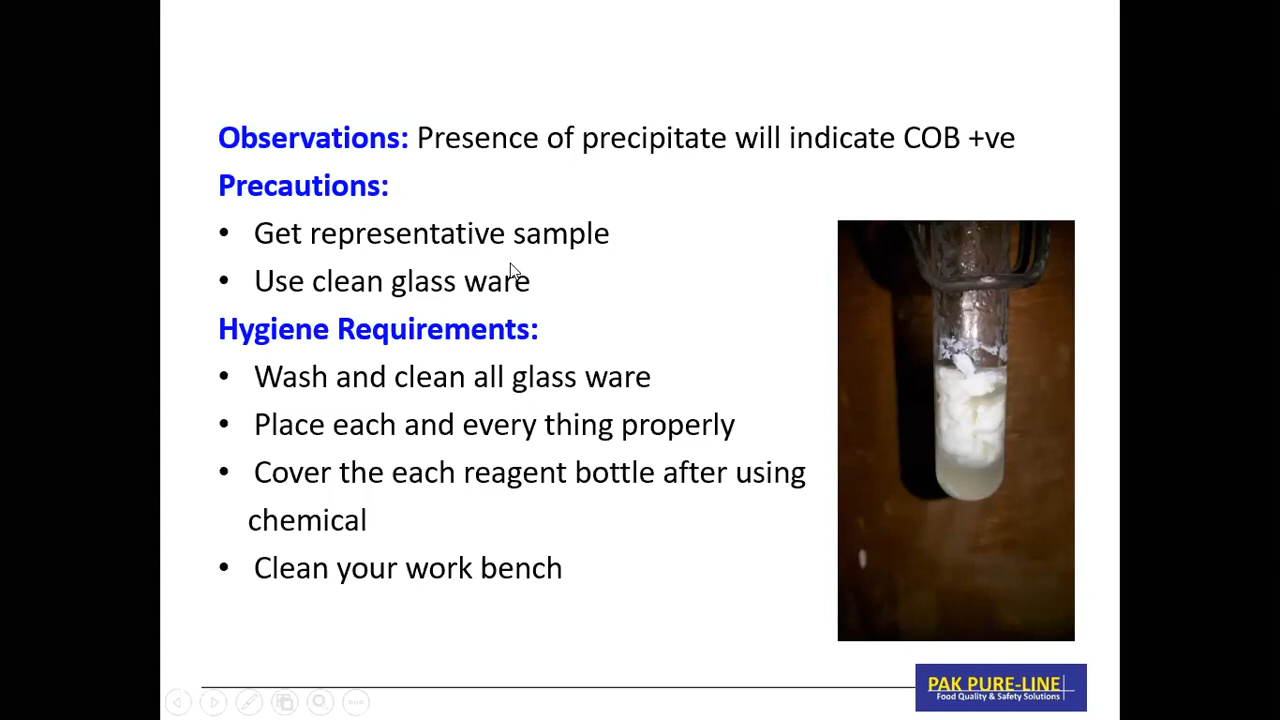 Observations: Presence of precipitate will indicate COB +ve
Precautions:
• Get representative sample
• Use clean glass ware
Hygiene Requirements:
• Wash and clean all glass ware
• Place each and every thing properly
• Cover the each reagent bottle after using
chemical
• Clean your work bench
PAK PURE-LINE
Food Quality & Safety Solutions